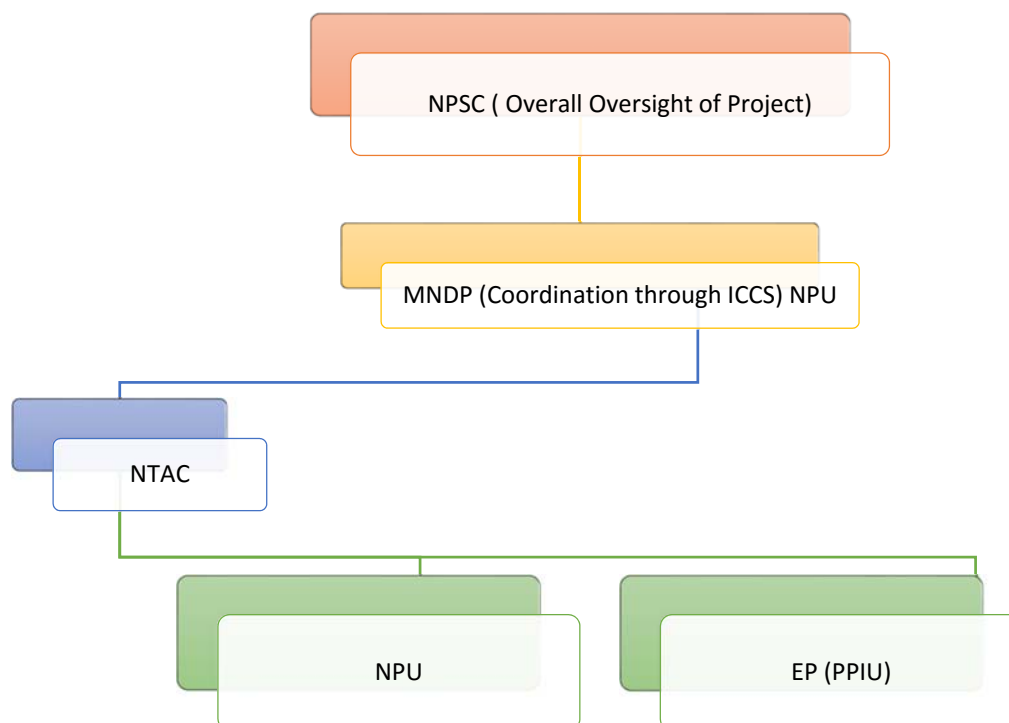 NPSC ( Overall Oversight of Project)
MNDP (Coordination through ICCS) NPU
NTAC
NPU
EP (PPIU)